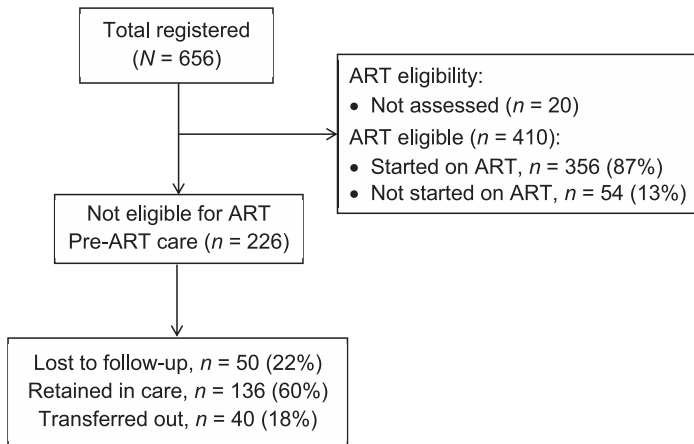 Total registered
(N = 656)
ART eligibility:
• Not assessed (n = 20)
ART eligible (n = 410):
• Started on ART, n = 356 (87%)
• Not started on ART, n = 54 (13%)
Not eligible for ART
Pre-ART care (n = 226)
Lost to follow-up, n = 50 (22%)
Retained in care, n = 136 (60%)
Transferred out, n = 40 (18%)